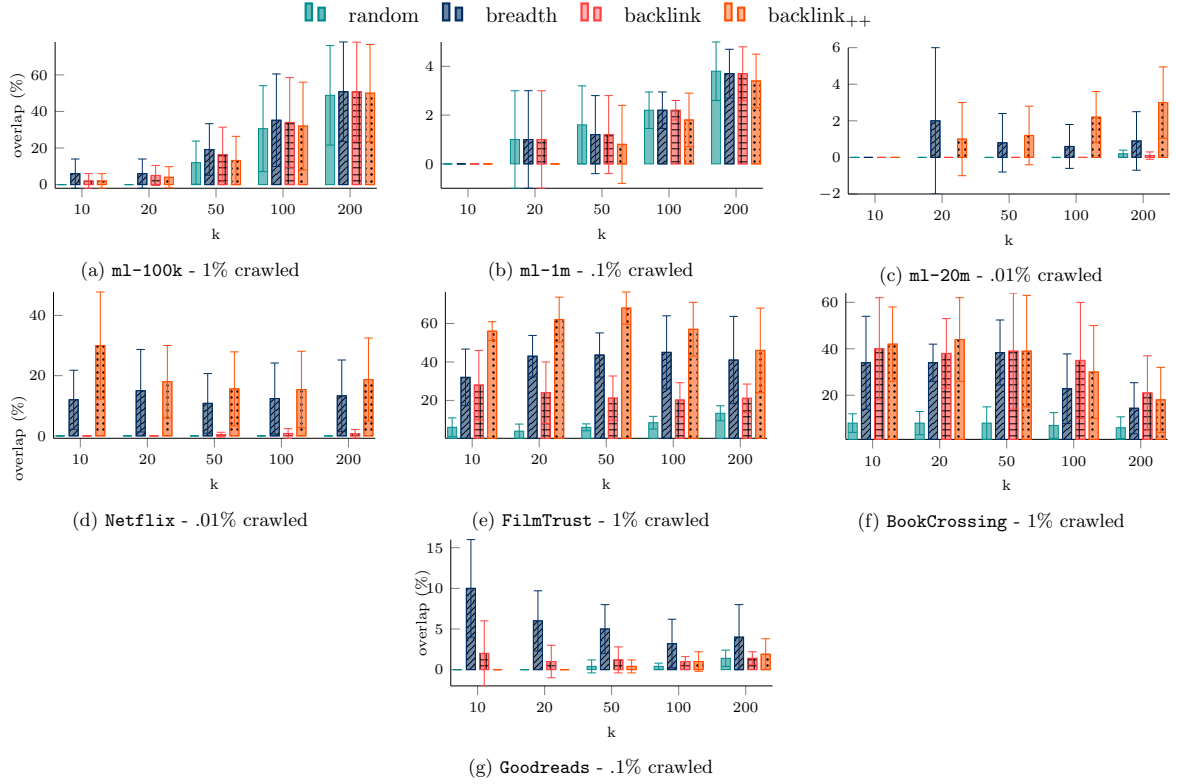 random breadth backlink backlink++
overlap (%)
60
40
20
0
10 20 50 100 200
k
(a) ml-100k - 1% crawled
4
2
0
10 20 50 100 200
k
(b) ml-1m - .1% crawled
6
4
2
0
−2
10 20 50 100 200
k
(c) ml-20m - .01% crawled
overlap (%)
40
20
0
10 20 50 100 200
k
(d) Netflix - .01% crawled
60
40
20
10 20 50 100 200
k
(e) FilmTrust - 1% crawled
60
40
20
10 20 50 100 200
k
(f) BookCrossing - 1% crawled
overlap (%)
15
10
5
0
10 20 50 100 200
k
(g) Goodreads - .1% crawled